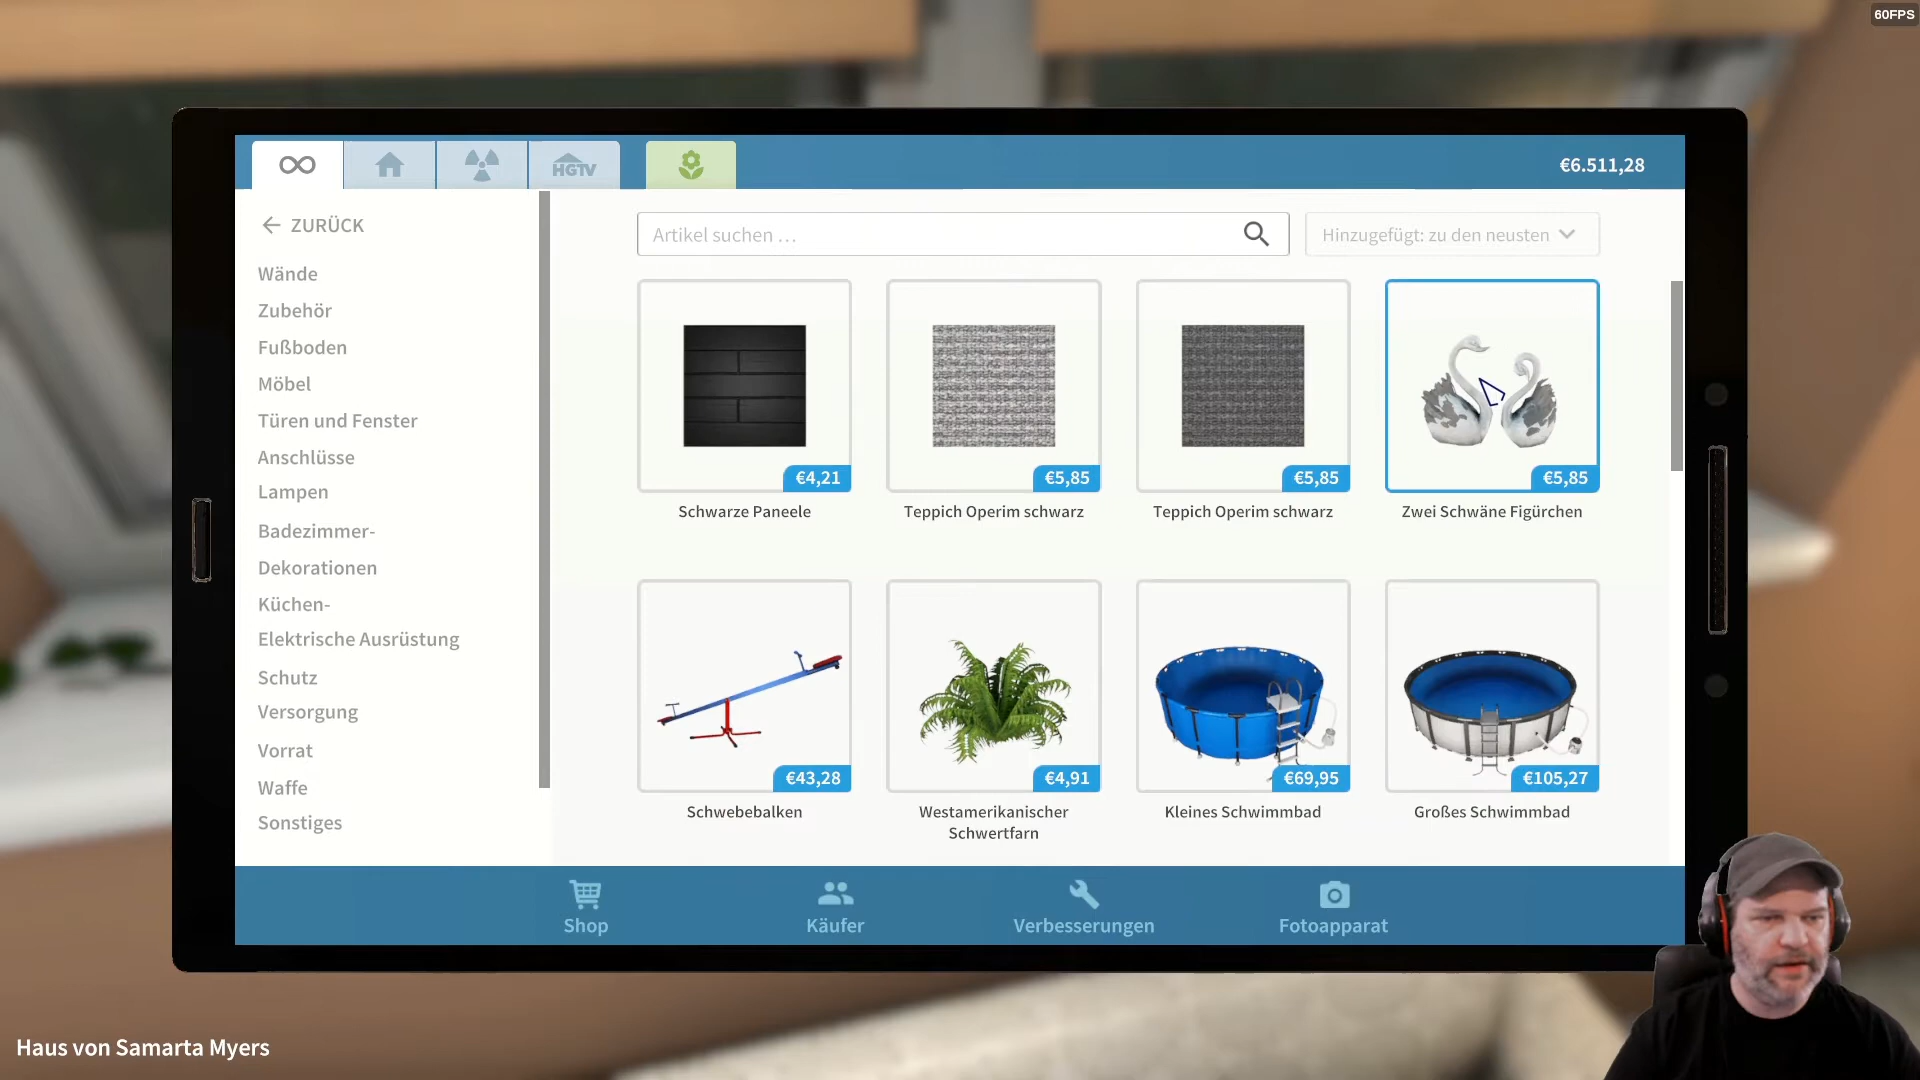 60FPS
HGTV
€6.511,28
ZURÜCK
Artikel suchen ...
Hinzugefügt: zu den neusten
Wände
Zubehör
Fußboden
Möbel
Türen und Fenster
Anschlüsse
Lampen
Badezimmer-
Dekorationen
Küchen-
Elektrische Ausrüstung
Schutz
Versorgung
Vorrat
Waffe
Sonstiges
€4,21
Schwarze Paneele
€5,85
Teppich Operim schwarz
€5,85
Teppich Operim schwarz
€5,85
Zwei Schwäne Figürchen
€43,28
Schwebebalken
€4,91
Westamerikanischer
Schwertfarn
€69,95
Kleines Schwimmbad
€105,27
Großes Schwimmbad
Shop
Käufer
Verbesserungen
Fotoapparat
Haus von Samarta Myers